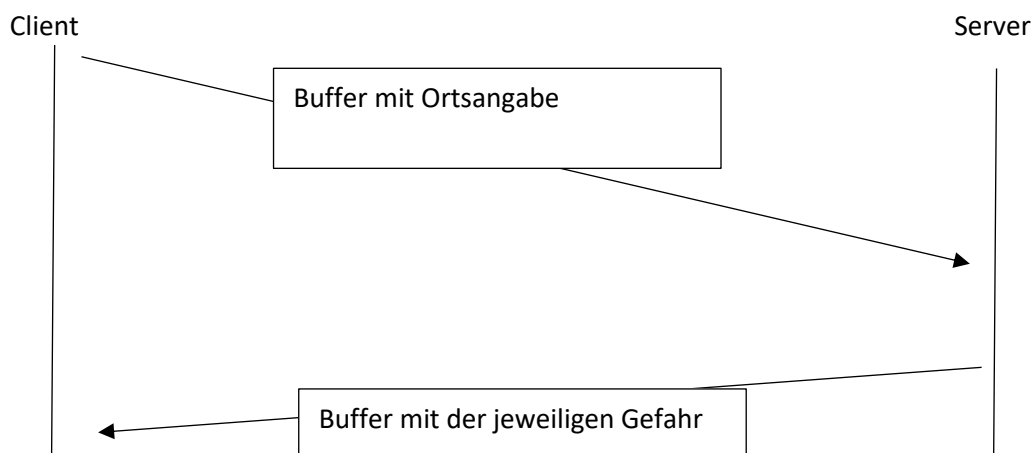 Client
Server
Buffer mit Ortsangabe
Buffer mit der jeweiligen Gefahr